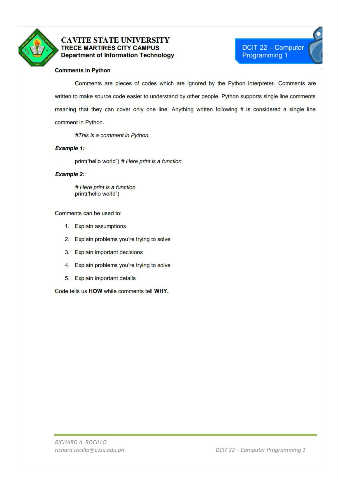 CAVITE STATE UNIVERSITY
TRECE MARTIRES CITY CAMPUS
Department of Information Technology
DCIT 22 – Computer
Programming 1
Comments in Python
Comments are pieces of codes which are ignored by the Python interpreter. Comments are
written to make source code easier to understand by other people. Python supports single line comments
meaning that they can cover only one line. Anything written following # is considered a single line
comment in Python.
#This is a comment in Python
Example 1:
print('hello world') # Here print is a function
Example 2:
# Here print is a function
print('hello world')
Comments can be used to:
1. Explain assumptions
2. Explain problems you're trying to solve
3. Explain important decisions
4. Explain problems you're trying to solve
5. Explain important details
Code tells us HOW while comments tell WHY.
RICHARD A. ROCILLO
DCIT 22 – Computer Programming 1